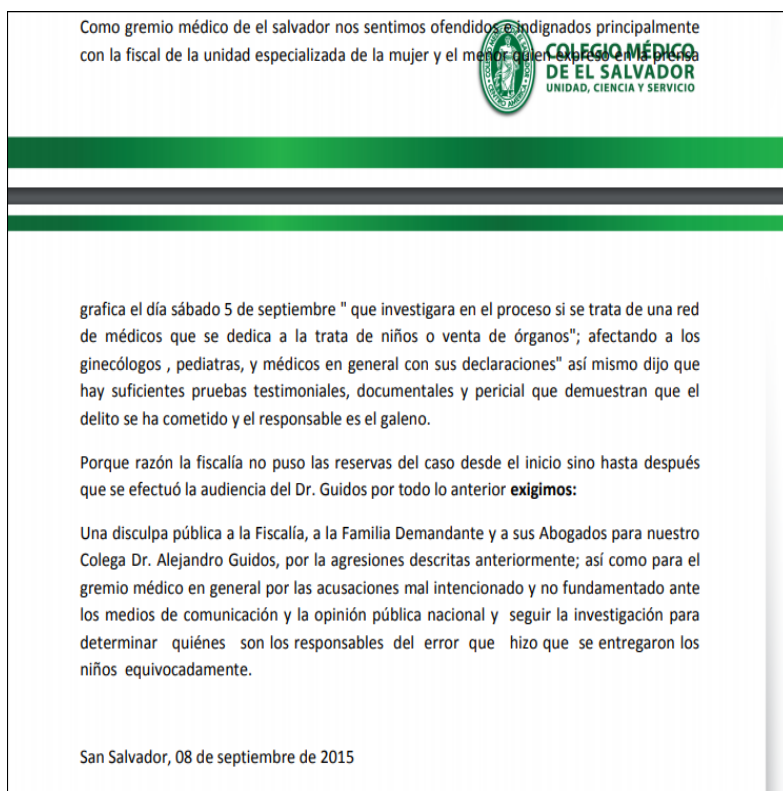 Como gremio médico de el salvador nos sentimos ofendidos e indignados principalmente
con la fiscal de la unidad especializada de la mujer y el menor quien expreso en la prensa
COLEGIO MÉDICO
DE EL SALVADOR
UNIDAD, CIENCIA Y SERVICIO
grafica el día sábado 5 de septiembre " que investigara en el proceso si se trata de una red
de médicos que se dedica a la trata de niños o venta de órganos"; afectando a los
ginecólogos , pediatras, y médicos en general con sus declaraciones" así mismo dijo que
hay suficientes pruebas testimoniales, documentales y pericial que demuestran que el
delito se ha cometido y el responsable es el galeno.
Porque razón la fiscalía no puso las reservas del caso desde el inicio sino hasta después
que se efectuó la audiencia del Dr. Guidos por todo lo anterior exigimos:
Una disculpa pública a la Fiscalía, a la Familia Demandante y a sus Abogados para nuestro
Colega Dr. Alejandro Guidos, por la agresiones descritas anteriormente; así como para el
gremio médico en general por las acusaciones mal intencionado y no fundamentado ante
los medios de comunicación y la opinión pública nacional y seguir la investigación para
determinar quiénes son los responsables del error que hizo que se entregaron los
niños equivocadamente.
San Salvador, 08 de septiembre de 2015